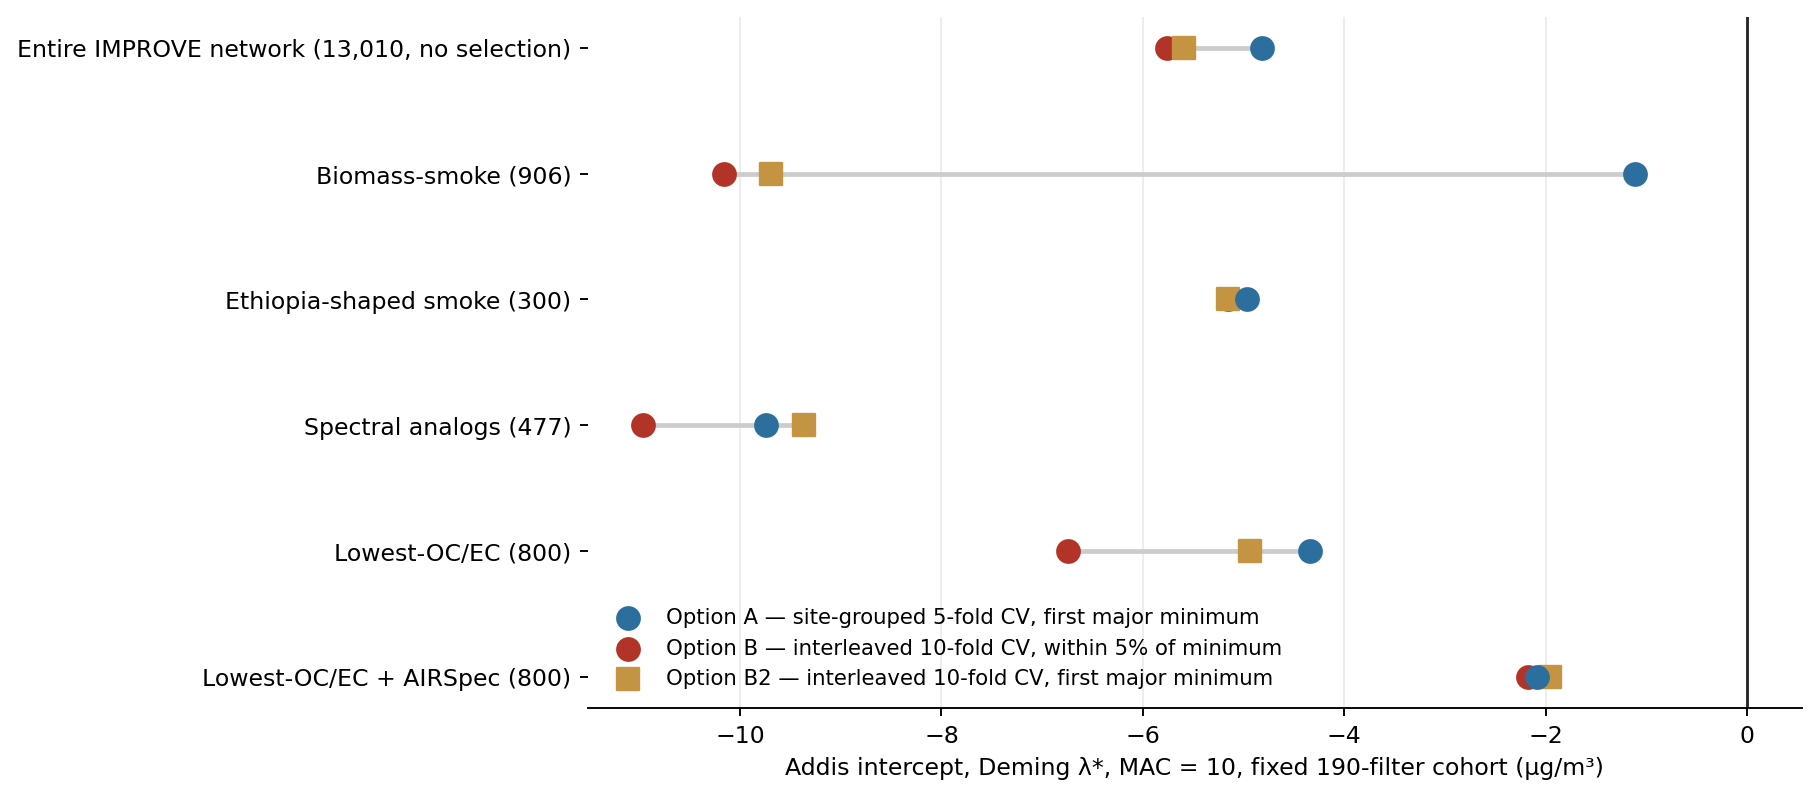 Entire IMPROVE network (13,010, no selection)
Biomass-smoke (906)
Ethiopia-shaped smoke (300)
Spectral analogs (477)
Lowest-OC/EC (800)
Lowest-OC/EC + AIRSpec (800)
Option A — site-grouped 5-fold CV, first major minimum
Option B — interleaved 10-fold CV, within 5% of minimum
Option B2 — interleaved 10-fold CV, first major minimum
−10 −8 −6 −4 −2 0
Addis intercept, Deming λ*, MAC = 10, fixed 190-filter cohort (μg/m³)